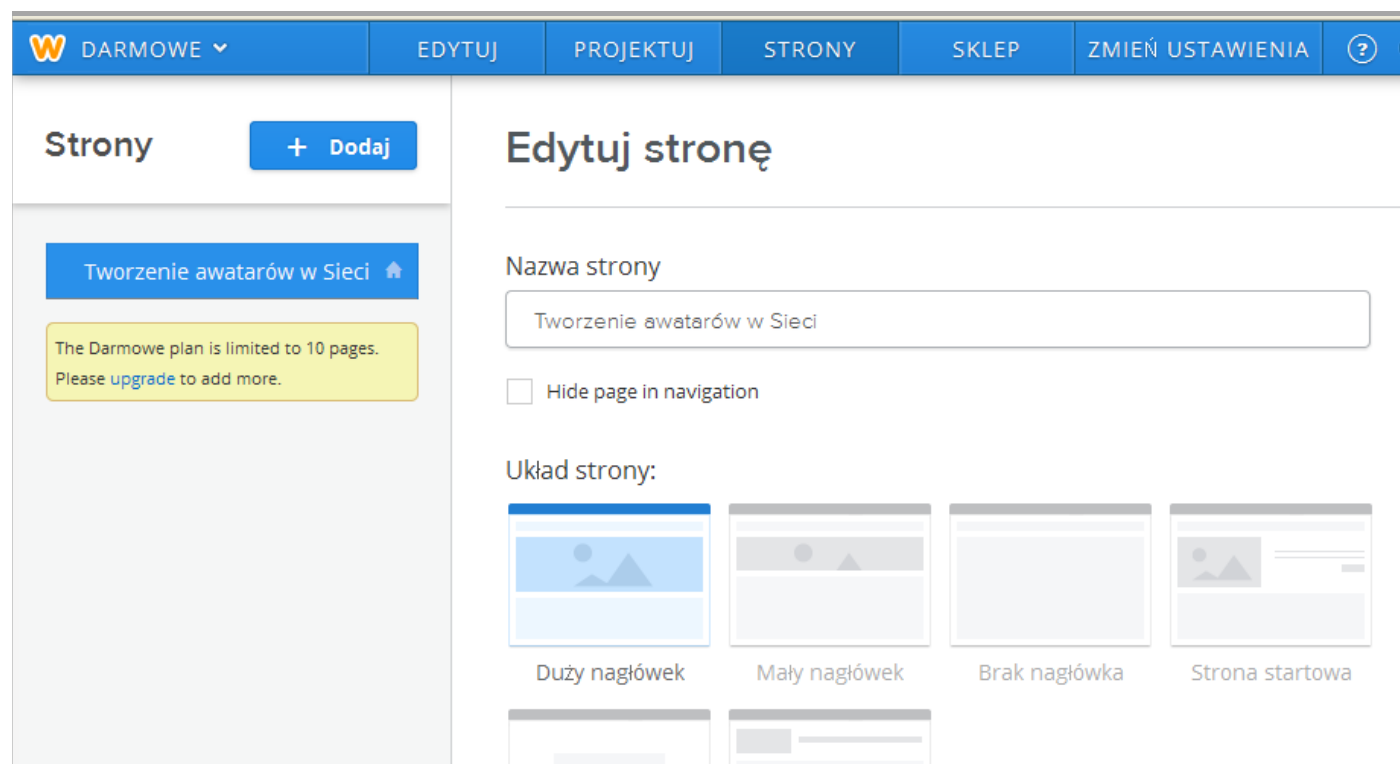 W DARMOWE EDYTUJ PROJEKTUJ STRONY SKLEP ZMIEŃ USTAWIENIA ?
Strony
+ Dodaj
Tworzenie awatarów w Sieci
The Darmowe plan is limited to 10 pages.
Please upgrade to add more.
Edytuj stronę
Nazwa strony
Tworzenie awatarów w Sieci
Hide page in navigation
Układ strony:
Duży nagłówek Mały nagłówek Brak nagłówka Strona startowa